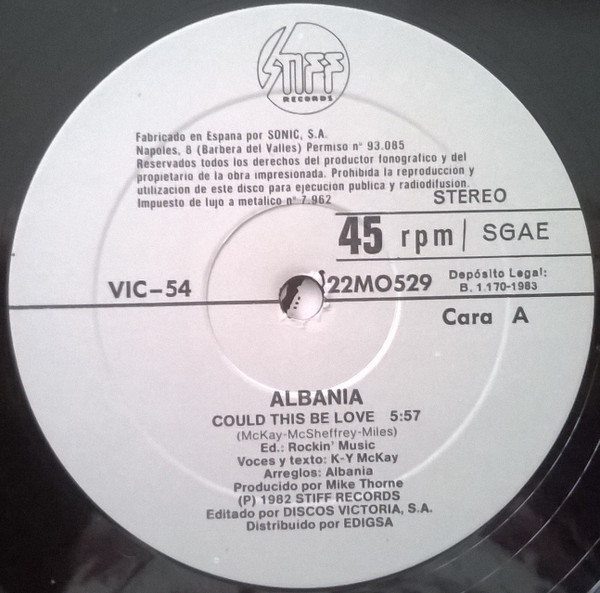 STIFF
RECORDS
Fabricado en Espana por SONIC, S.A.
Napoles, 8 (Barbera del Valles) Permiso nº 93.085
Reservados todos los derechos del productor fonografico y del
propietario de la obra impresionada. Prohibida la reproduccion y
utilizacion de este disco para ejecucion publica y radiodifusion.
Impuesto de lujo a metalico nº 7.962
STEREO
45 rpm SGAE
VIC-54 22MO529 Depósito Legal:
B. 1.170-1983
Cara A
ALBANIA
COULD THIS BE LOVE 5:57
(McKay-McSheffrey-Miles)
Ed.: Rockin' Music
Voces y texto: K-Y McKay
Arreglos: Albania
Producido por Mike Thorne
(P) 1982 STIFF RECORDS
Editado por DISCOS VICTORIA, S.A.
Distribuido por EDIGSA